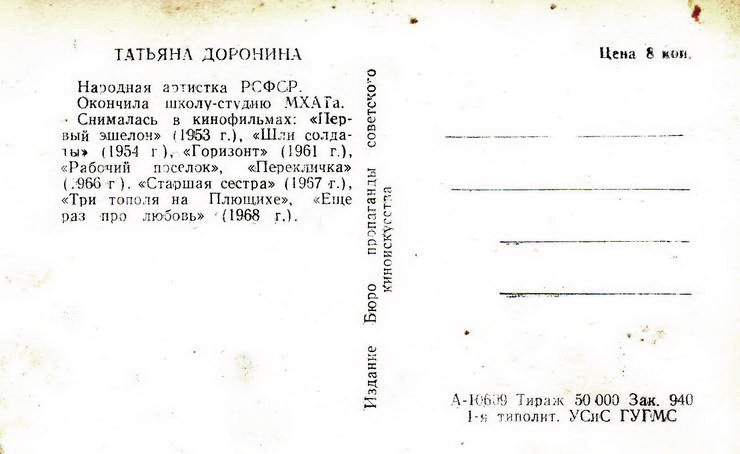 ТАТЬЯНА ДОРОНИНА
Народная артистка РСФСР.
Окончила школу-студию МХАТа.
Снималась в кинофильмах: «Пер-
вый эшелон» (1953 г.), «Шли солда-
ты» (1954 г), «Горизонт» (1961 г.),
«Рабочий поселок», «Перекличка»
(1966 г). «Старшая сестра» (1967 г.),
«Три тополя на Плющихе», «Еще
раз про любовь» (1968 г.).
Издание Бюро пропаганды советского
киноискусства
Цена 8 коп.
А-10609 Тираж 50 000 Зак. 940
1-я типолит. УСиС ГУГМС